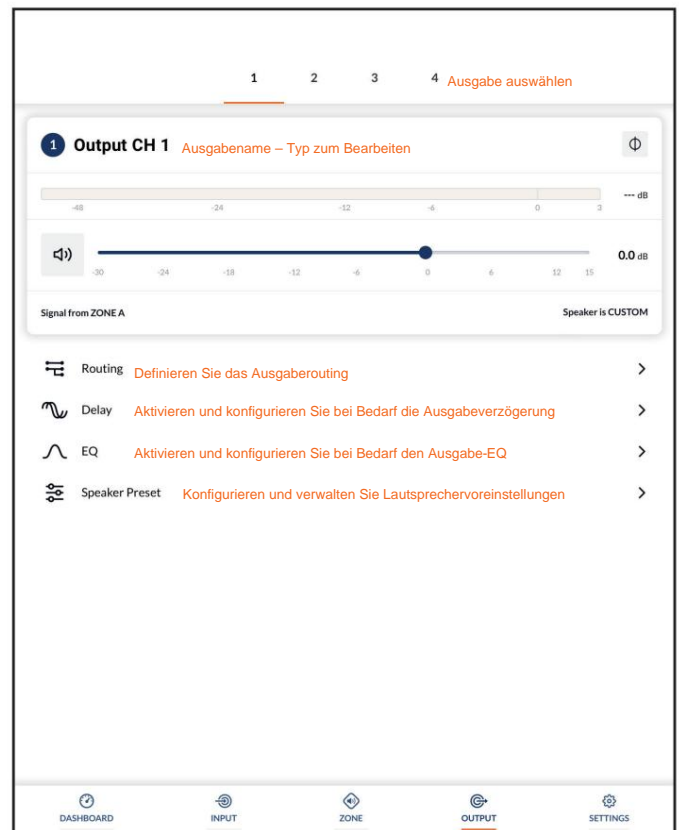 1 2 3 4 Ausgabe auswählen
1 Output CH 1 Ausgabename – Typ zum Bearbeiten
--- dB
-48 -24 -12 -6 0 3
0.0 dB
-30 -24 -18 -12 -6 0 6 12 15
Signal from ZONE A Speaker is CUSTOM
Routing Definieren Sie das Ausgaberouting
Delay Aktivieren und konfigurieren Sie bei Bedarf die Ausgabeverzögerung
EQ Aktivieren und konfigurieren Sie bei Bedarf den Ausgabe-EQ
Speaker Preset Konfigurieren und verwalten Sie Lautsprechervoreinstellungen
DASHBOARD INPUT ZONE OUTPUT SETTINGS